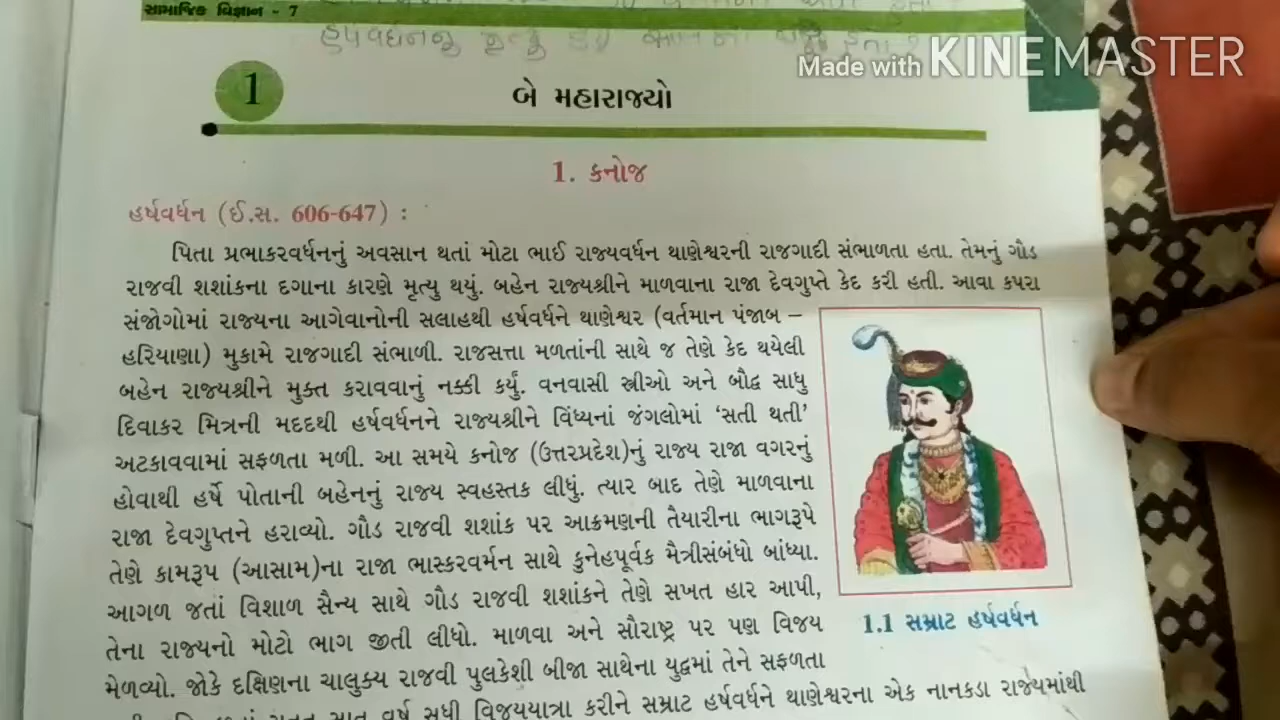 સામાજિક વિજ્ઞાન - 7
હર્ષવર્ધનનું મૃત્યુ
Made with KINEMASTER
1
બે મહારાજ્યો
1. કનોજ
હર્ષવર્ધન (ઈ.સ. 606-647) :
પિતા પ્રભાકરવર્ધનનું અવસાન થતાં મોટા ભાઈ રાજ્યવર્ધન થાણેશ્વરની રાજગાદી સંભાળતા હતા. તેમનું ગૌડ
રાજવી શશાંકના દગાના કારણે મૃત્યુ થયું. બહેન રાજ્યશ્રીને માળવાના રાજા દેવગુપ્તે કેદ કરી હતી. આવા કપરા
સંજોગોમાં રાજ્યના આગેવાનોની સલાહથી હર્ષવર્ધને થાણેશ્વર (વર્તમાન પંજાબ –
હરિયાણા) મુકામે રાજગાદી સંભાળી. રાજસત્તા મળતાંની સાથે જ તેણે કેદ થયેલી
બહેન રાજ્યશ્રીને મુક્ત કરાવવાનું નક્કી કર્યું. વનવાસી સ્ત્રીઓ અને બૌદ્ધ સાધુ
દિવાકર મિત્રની મદદથી હર્ષવર્ધનને રાજ્યશ્રીને વિંધ્યનાં જંગલોમાં ‘સતી થતી’
અટકાવવામાં સફળતા મળી. આ સમયે કનોજ (ઉત્તરપ્રદેશ)નું રાજ્ય રાજા વગરનું
હોવાથી હર્ષે પોતાની બહેનનું રાજ્ય સ્વહસ્તક લીધું. ત્યાર બાદ તેણે માળવાના
રાજા દેવગુપ્તને હરાવ્યો. ગૌડ રાજવી શશાંક પર આક્રમણની તૈયારીના ભાગરૂપે
તેણે કામરૂપ (આસામ)ના રાજા ભાસ્કરવર્મન સાથે કુનેહપૂર્વક મૈત્રીસંબંધો બાંધ્યા.
આગળ જતાં વિશાળ સૈન્ય સાથે ગૌડ રાજવી શશાંકને તેણે સખત હાર આપી,
તેના રાજ્યનો મોટો ભાગ જીતી લીધો. માળવા અને સૌરાષ્ટ્ર પર પણ વિજય
મેળવ્યો. જોકે દક્ષિણના ચાલુક્ય રાજવી પુલકેશી બીજા સાથેના યુદ્ધમાં તેને સફળતા
સાત વર્ષ સુધી વિજયયાત્રા કરીને સમ્રાટ હર્ષવર્ધને થાણેશ્વરના એક નાનકડા રાજ્યમાંથી
1.1 સમ્રાટ હર્ષવર્ધન